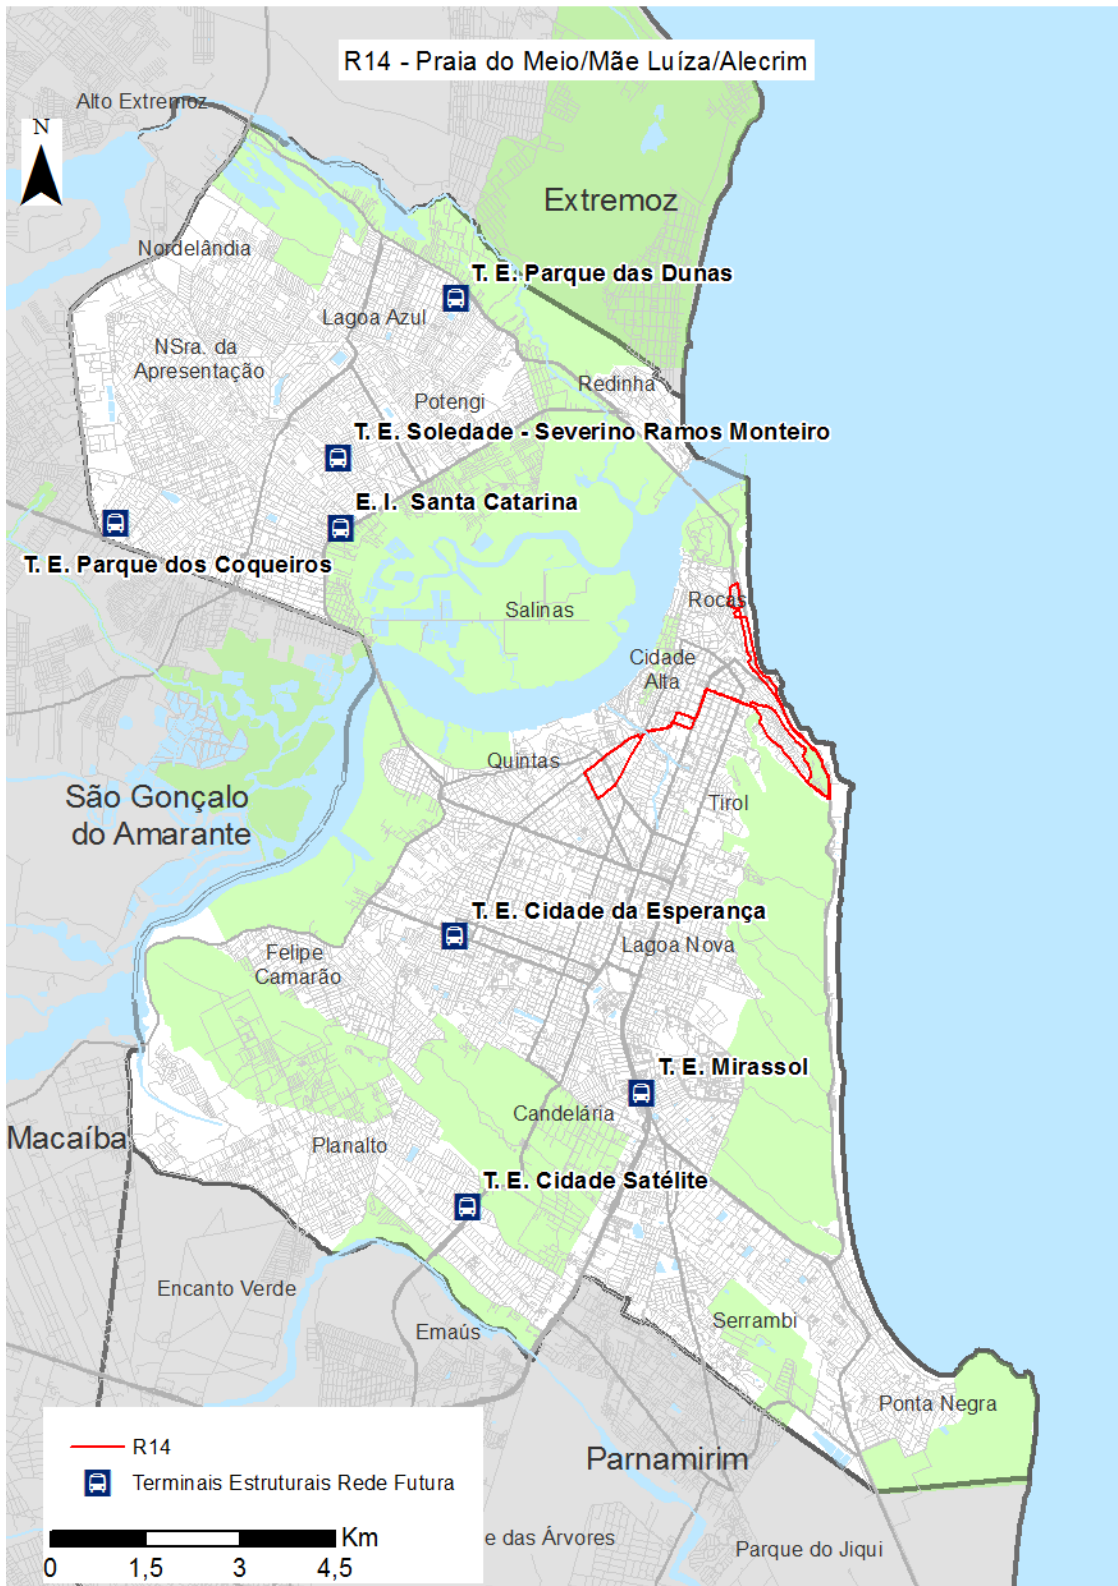 R14 - Praia do Meio/Mãe Luíza/Alecrim
Alto Extremoz
N
Extremoz
Nordelândia
T. E. Parque das Dunas
Lagoa Azul
NSra. da
Apresentação
Redinha
Potengi
T. E. Soledade - Severino Ramos Monteiro
E. I.  Santa Catarina
T. E. Parque dos Coqueiros
Rocas
Salinas
Cidade
Alta
Quintas
São Gonçalo
do Amarante
Tirol
T. E. Cidade da Esperança
Lagoa Nova
Felipe
Camarão
T. E. Mirassol
Candelária
Macaíba
Planalto
T. E. Cidade Satélite
Encanto Verde
Serrambi
Emaús
Ponta Negra
R14
Parnamirim
Terminais Estruturais Rede Futura
Km
e das Árvores
Parque do Jiqui
0 1,5 3 4,5